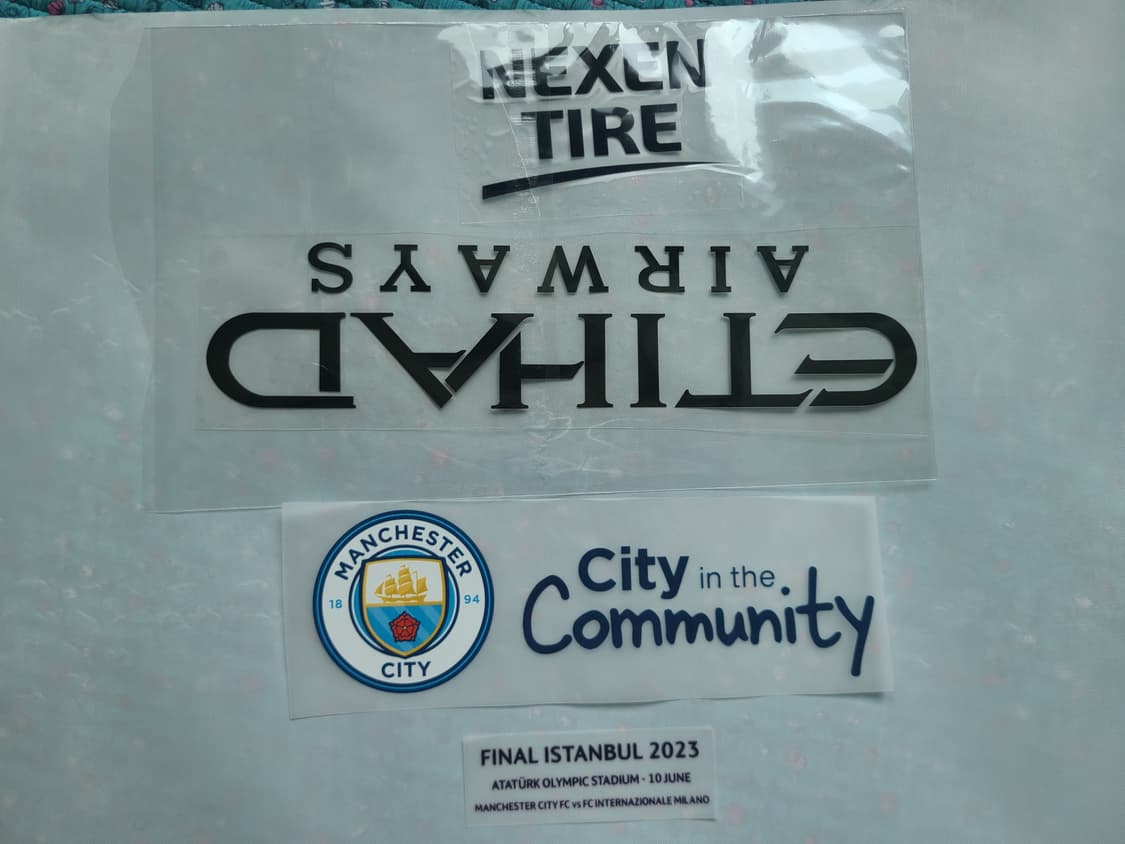 NEXEN
TIRE
AIRWAYS
ETIHAD
MANCHESTER
18 94
CITY
City in the
Community
FINAL ISTANBUL 2023
ATATÜRK OLYMPIC STADIUM - 10 JUNE
MANCHESTER CITY FC vs FC INTERNAZIONALE MILANO